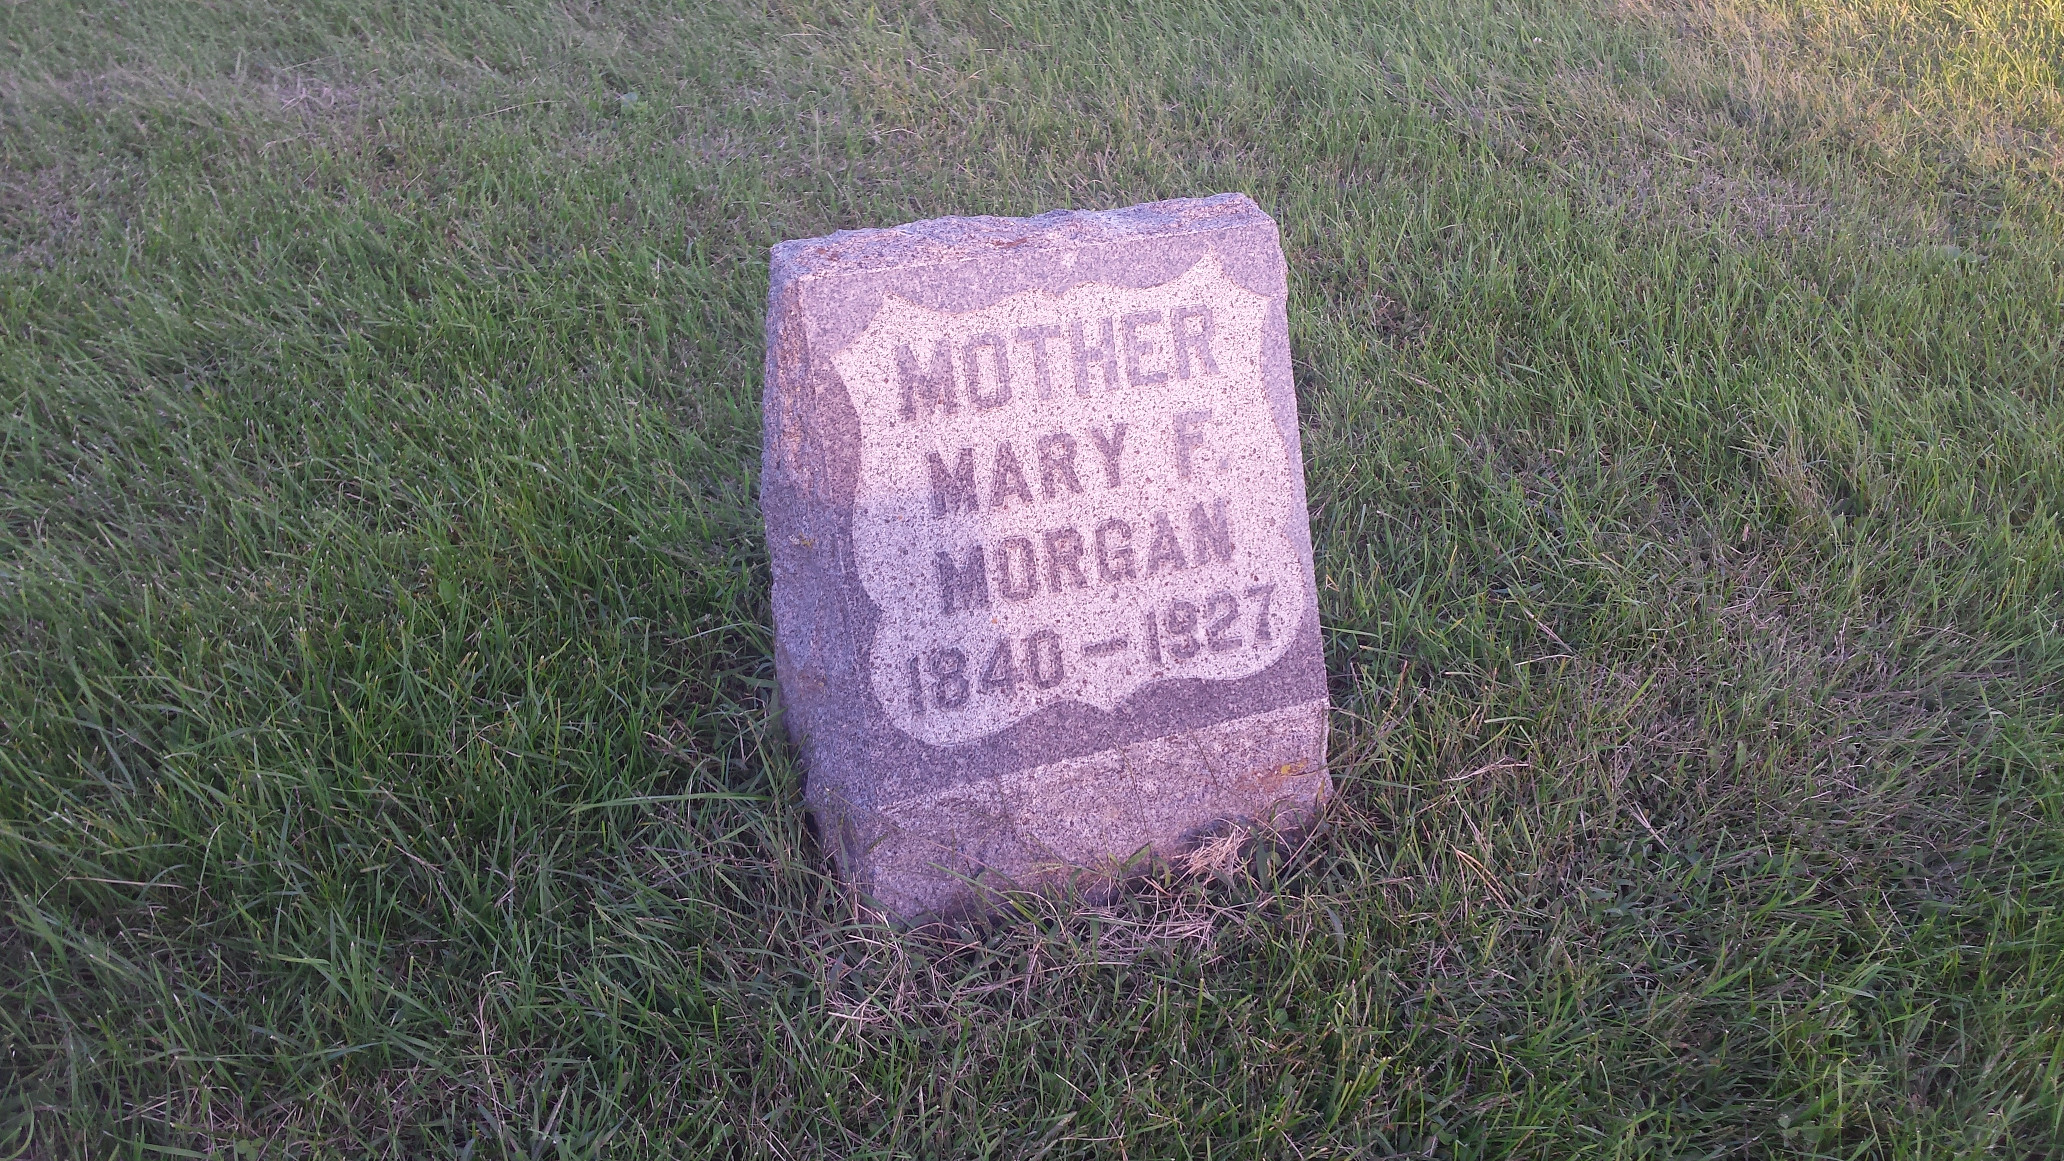 MOTHER
MARY F.
MORGAN
1840-1927